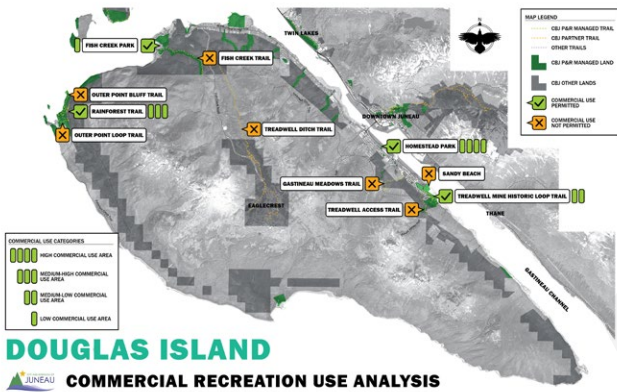 FISH CREEK PARK
FISH CREEK TRAIL
TWIN LAKES
OUTER POINT BLUFF TRAIL
RAINFOREST TRAIL
OUTER POINT LOOP TRAIL
TREADWELL DITCH TRAIL
DOWNTOWN JUNEAU
HOMESTEAD PARK
GASTINEAU MEADOWS TRAIL
SANDY BEACH
EAGLECREST
TREADWELL ACCESS TRAIL
TREADWELL MINE HISTORIC LOOP TRAIL
THANE
GASTINEAU CHANNEL
MAP LEGEND
CBJ P&R MANAGED TRAIL
CBJ PARTNER TRAIL
OTHER TRAILS
CBJ P&R MANAGED LAND
CBJ OTHER LANDS
COMMERCIAL USE
PERMITTED
COMMERCIAL USE
NOT PERMITTED
COMMERCIAL USE CATEGORIES
HIGH COMMERCIAL USE
AREA
MEDIUM-HIGH COMMERCIAL
USE AREA
MEDIUM-LOW COMMERCIAL
USE AREA
LOW COMMERCIAL USE AREA
DOUGLAS ISLAND
JUNEAU
COMMERCIAL RECREATION USE ANALYSIS